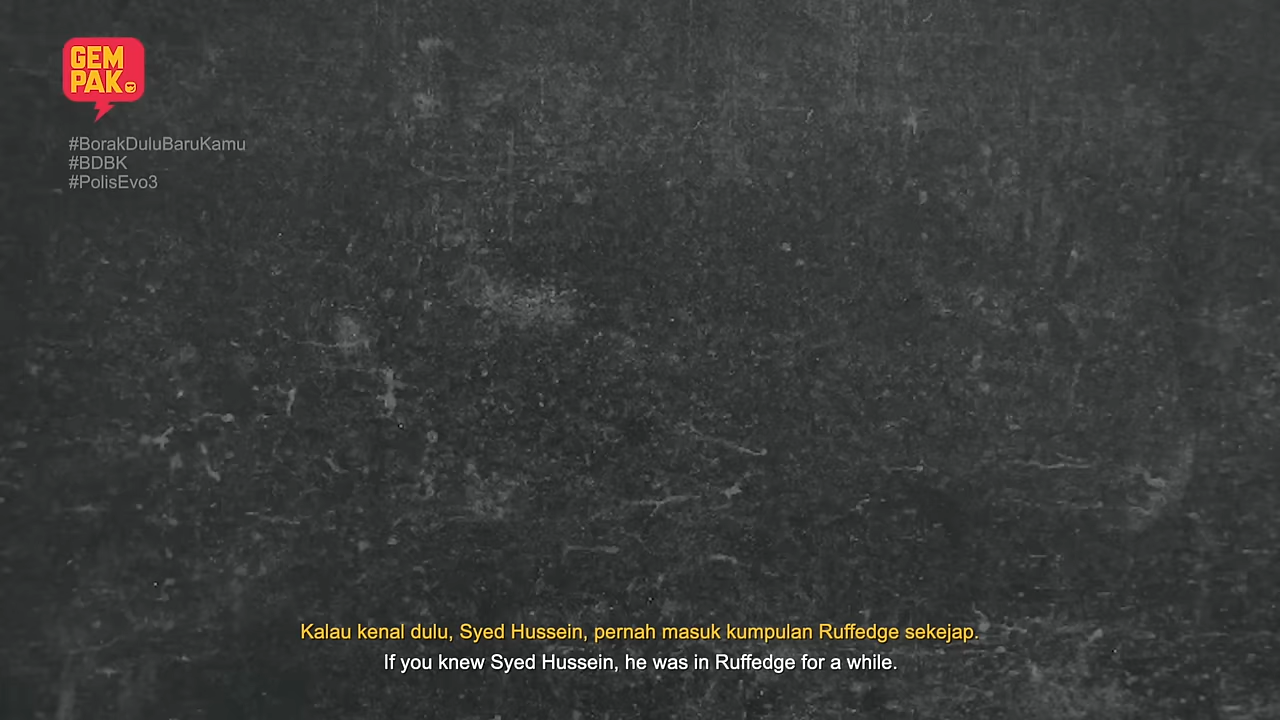 GEM
PAK
#BorakDuluBaruKamu
#BDBK
#PolisEvo3
Kalau kenal dulu, Syed Hussein, pernah masuk kumpulan Ruffedge sekejap.
If you knew Syed Hussein, he was in Ruffedge for a while.